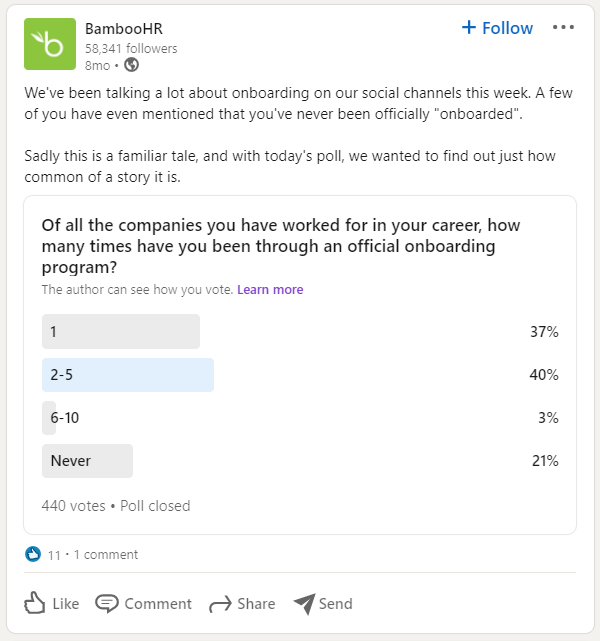 BambooHR
+ Follow
58,341 followers
8mo •
We've been talking a lot about onboarding on our social channels this week. A few
of you have even mentioned that you've never been officially "onboarded".
Sadly this is a familiar tale, and with today's poll, we wanted to find out just how
common of a story it is.
Of all the companies you have worked for in your career, how
many times have you been through an official onboarding
program?
The author can see how you vote. Learn more
1 37%
2-5 40%
6-10 3%
Never 21%
440 votes • Poll closed
11 · 1 comment
Like Comment Share Send